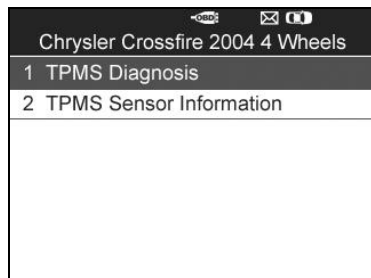 OBD
Chrysler Crossfire 2004 4 Wheels
1 TPMS Diagnosis
2 TPMS Sensor Information